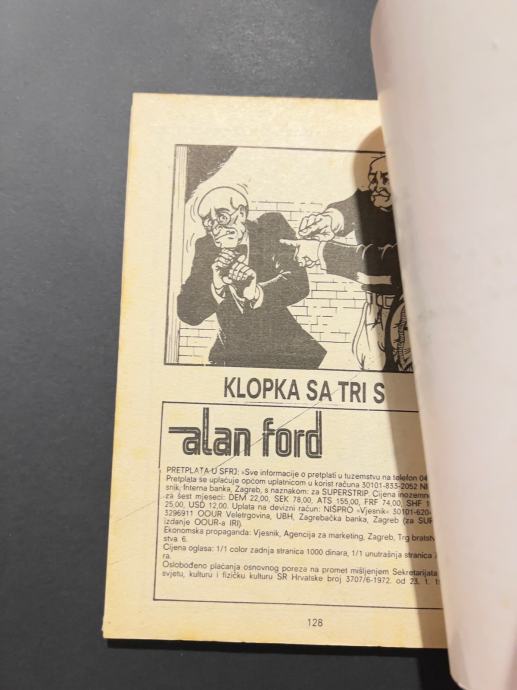 KLOPKA SA TRI S
alan ford
PRETPLATA U SFRJ: »Sve informacije o pretplati u tuzemstvu na telefon 04
Pretplata se uplaćuje općom uplatnicom u korist računa 30101-833-2052
snik, Interna banka, Zagreb, s naznakom: za SUPERSTRIP. Cijena inozemn
za šest mjeseci: DEM 22,00, SEK 78,00, ATS 155,00, FRF 74,00, SHF 1
25,00, USD 12,00. Uplata na devizni račun: NIŠPRO »Vjesnik« 30101-620-
3296911 OOUR Veletrgovina, UBH, Zagrebačka banka, Zagreb (za SUP
izdanje OOUR-a IRI).
Ekonomska propaganda: Vjesnik, Agencija za marketing, Zagreb, Trg bratst
stva 6.
Cijena oglasa: 1/1 color zadnja stranica 1000 dinara, 1/1 unutrašnja stranica
ra.
Oslobođeno plaćanja osnovnog poreza na promet mišljenjem Sekretarijata
svjetu, kulturu i fizičku kulturu SR Hrvatske broj 3707/6-1972. od 23. 1. 1
128